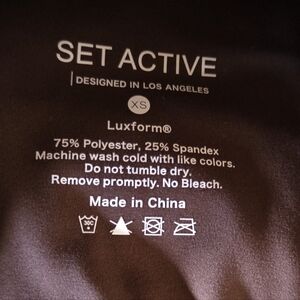 SET ACTIVE
DESIGNED IN LOS ANGELES
XS
Luxform®
75% Polyester, 25% Spandex
Machine wash cold with like colors.
Do not tumble dry.
Remove promptly. No Bleach.
Made in China
30C